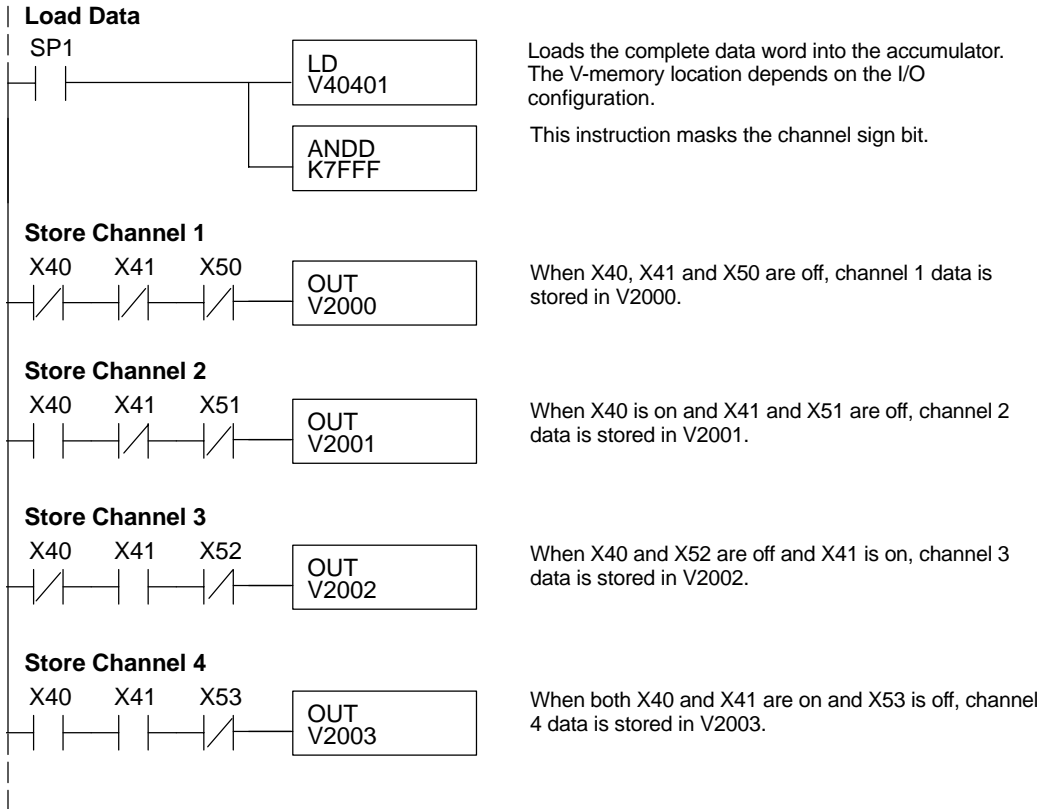 Load Data
SP1
LD
V40401
Loads the complete data word into the accumulator.
The V-memory location depends on the I/O
configuration.
ANDD
K7FFF
This instruction masks the channel sign bit.
Store Channel 1
X40 X41 X50
OUT
V2000
When X40, X41 and X50 are off, channel 1 data is
stored in V2000.
Store Channel 2
X40 X41 X51
OUT
V2001
When X40 is on and X41 and X51 are off, channel 2
data is stored in V2001.
Store Channel 3
X40 X41 X52
OUT
V2002
When X40 and X52 are off and X41 is on, channel 3
data is stored in V2002.
Store Channel 4
X40 X41 X53
OUT
V2003
When both X40 and X41 are on and X53 is off, channel
4 data is stored in V2003.